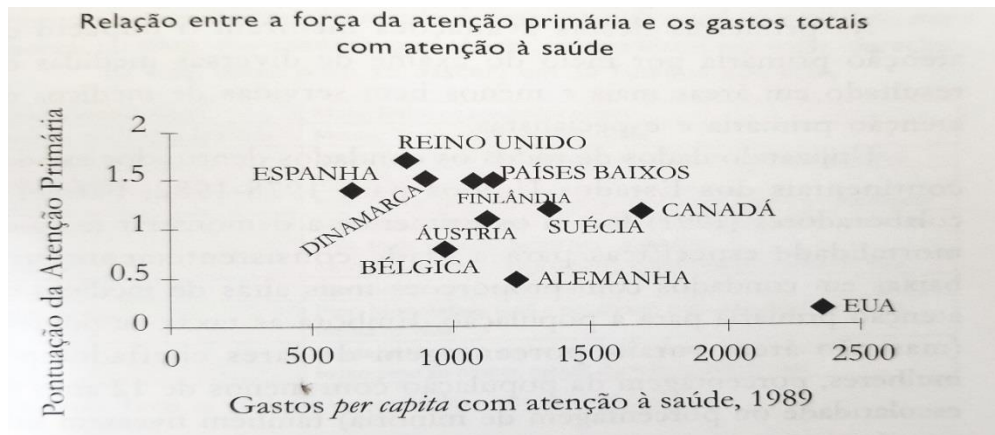 Relação entre a força da atenção primária e os gastos totais
com atenção à saúde
Pontuação da Atenção Primária
2
1.5
1
0.5
0
REINO UNIDO
ESPANHA
PAÍSES BAIXOS
DINAMARCA
FINLÂNDIA
CANADÁ
ÁUSTRIA
SUÉCIA
BÉLGICA
ALEMANHA
EUA
0 500 1000 1500 2000 2500
Gastos per capita com atenção à saúde, 1989